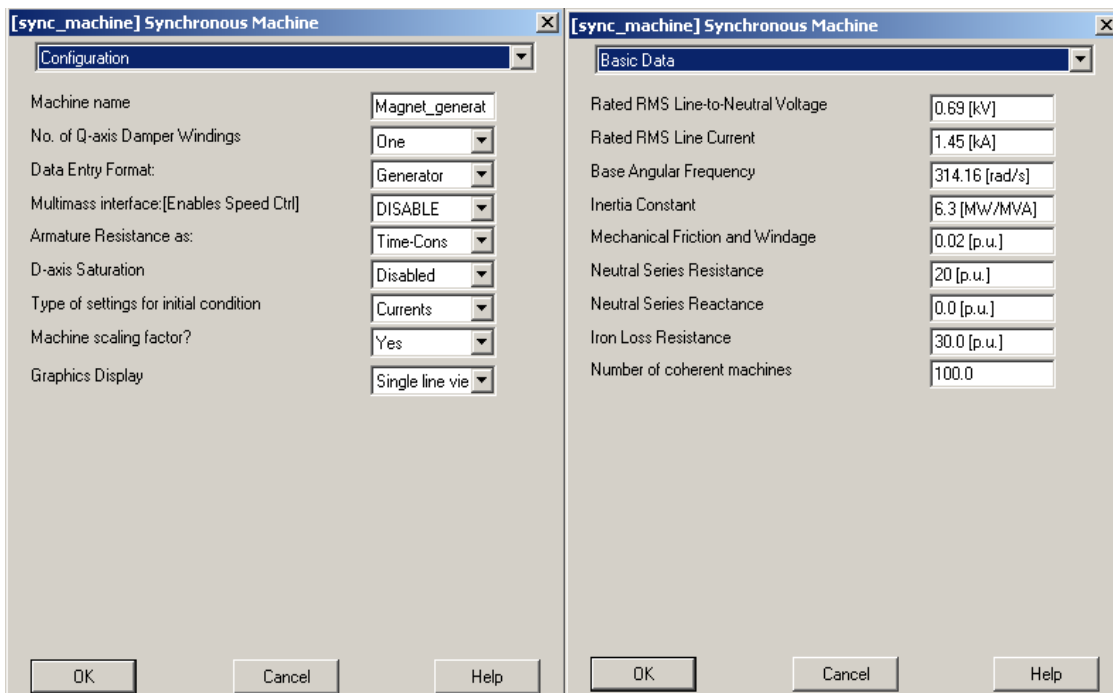 [sync_machine] Synchronous Machine
Configuration
Machine name Magnet_generat
No. of Q-axis Damper Windings One
Data Entry Format: Generator
Multimass interface:[Enables Speed Ctrl] DISABLE
Armature Resistance as: Time-Cons
D-axis Saturation Disabled
Type of settings for initial condition Currents
Machine scaling factor? Yes
Graphics Display Single line vie
OK Cancel Help
[sync_machine] Synchronous Machine
Basic Data
Rated RMS Line-to-Neutral Voltage 0.69 [kV]
Rated RMS Line Current 1.45 [kA]
Base Angular Frequency 314.16 [rad/s]
Inertia Constant 6.3 [MW/MVA]
Mechanical Friction and Windage 0.02 [p.u.]
Neutral Series Resistance 20 [p.u.]
Neutral Series Reactance 0.0 [p.u.]
Iron Loss Resistance 30.0 [p.u.]
Number of coherent machines 100.0
OK Cancel Help